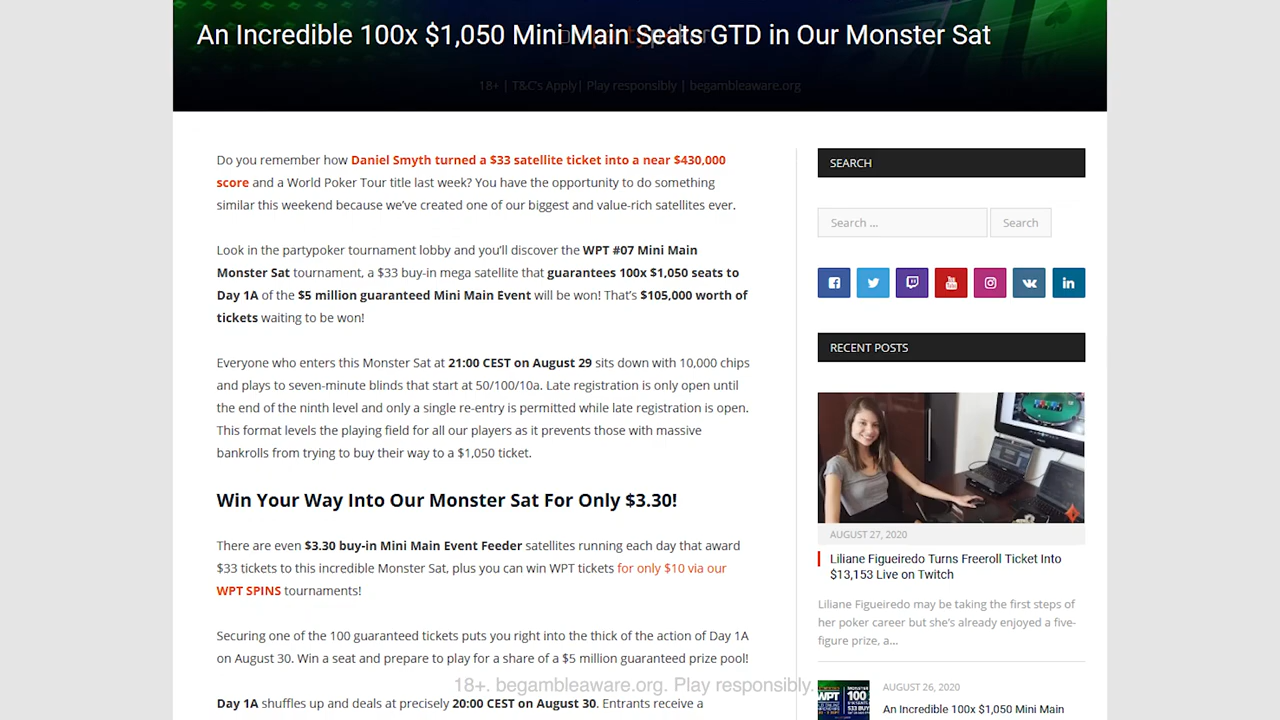 An Incredible 100x $1,050 Mini Main Seats GTD in Our Monster Sat
18+ | T&C's Apply| Play responsibly | begambleaware.org
Do you remember how Daniel Smyth turned a $33 satellite ticket into a near $430,000
score and a World Poker Tour title last week? You have the opportunity to do something
similar this weekend because we've created one of our biggest and value-rich satellites ever.
Look in the partypoker tournament lobby and you'll discover the WPT #07 Mini Main
Monster Sat tournament, a $33 buy-in mega satellite that guarantees 100x $1,050 seats to
Day 1A of the $5 million guaranteed Mini Main Event will be won! That's $105,000 worth of
tickets waiting to be won!
Everyone who enters this Monster Sat at 21:00 CEST on August 29 sits down with 10,000 chips
and plays to seven-minute blinds that start at 50/100/10a. Late registration is only open until
the end of the ninth level and only a single re-entry is permitted while late registration is open.
This format levels the playing field for all our players as it prevents those with massive
bankrolls from trying to buy their way to a $1,050 ticket.
Win Your Way Into Our Monster Sat For Only $3.30!
There are even $3.30 buy-in Mini Main Event Feeder satellites running each day that award
$33 tickets to this incredible Monster Sat, plus you can win WPT tickets for only $10 via our
WPT SPINS tournaments!
Securing one of the 100 guaranteed tickets puts you right into the thick of the action of Day 1A
on August 30. Win a seat and prepare to play for a share of a $5 million guaranteed prize pool!
Day 1A shuffles up and deals at precisely 20:00 CEST on August 30. Entrants receive a
18+. begambleaware.org. Play responsibly.
SEARCH
Search ...
Search
You
Tube
in
RECENT POSTS
AUGUST 27, 2020
Liliane Figueiredo Turns Freeroll Ticket Into
$13,153 Live on Twitch
Liliane Figueiredo may be taking the first steps of
her poker career but she's already enjoyed a five-
figure prize, a...
WPT
100
AUGUST 26, 2020
An Incredible 100x $1,050 Mini Main